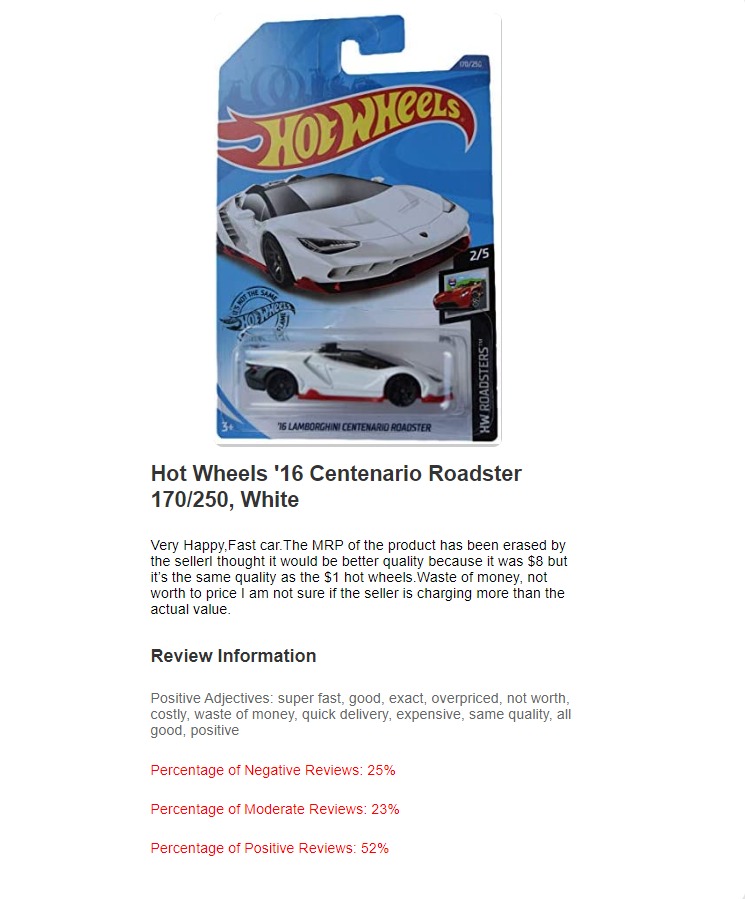 170/250
HOT WHEELS
2/5
IT'S NOT THE SAME
HOT WHEELS
HW ROADSTERS™
3+
'16 LAMBORGHINI CENTENARIO ROADSTER
Hot Wheels '16 Centenario Roadster
170/250, White
Very Happy,Fast car.The MRP of the product has been erased by
the sellerI thought it would be better quality because it was $8 but
it's the same quality as the $1 hot wheels.Waste of money, not
worth to price I am not sure if the seller is charging more than the
actual value.
Review Information
Positive Adjectives: super fast, good, exact, overpriced, not worth,
costly, waste of money, quick delivery, expensive, same quality, all
good, positive
Percentage of Negative Reviews: 25%
Percentage of Moderate Reviews: 23%
Percentage of Positive Reviews: 52%